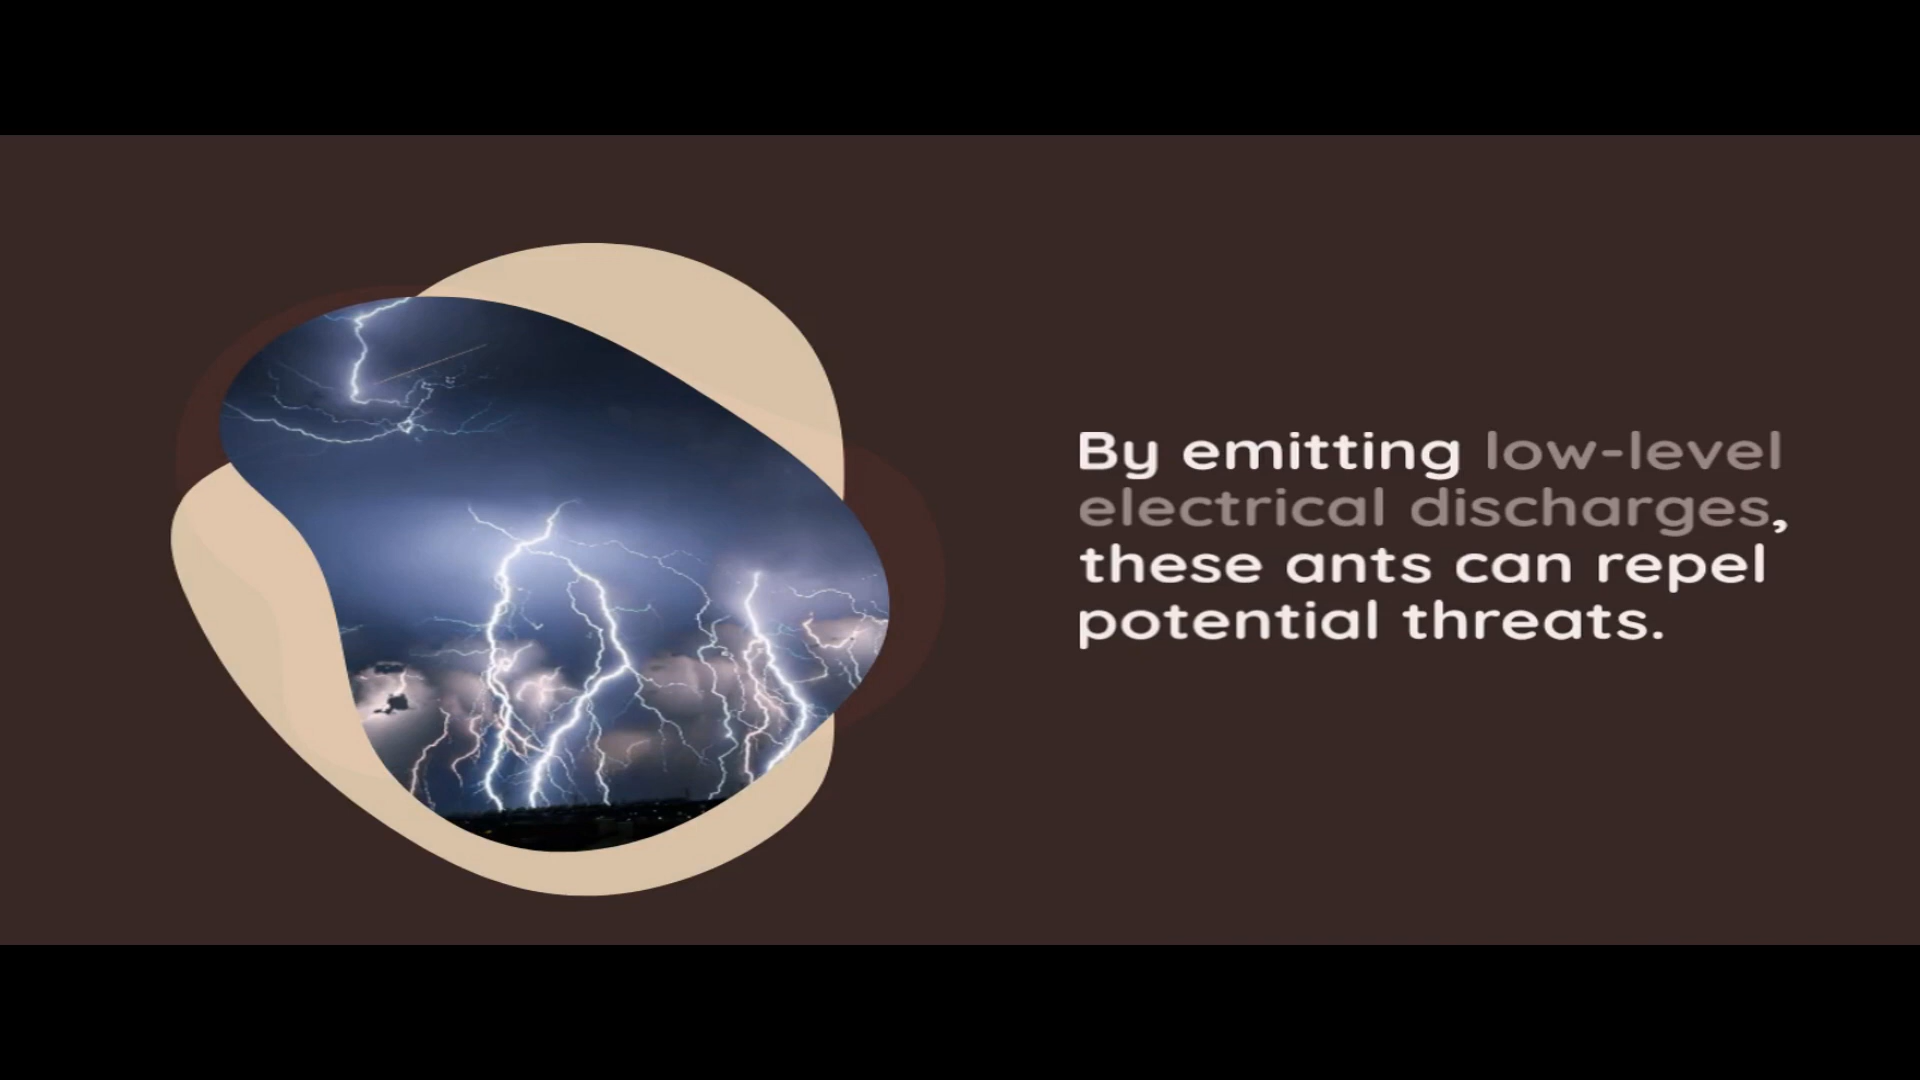 By emitting low-level
electrical discharges,
these ants can repel
potential threats.